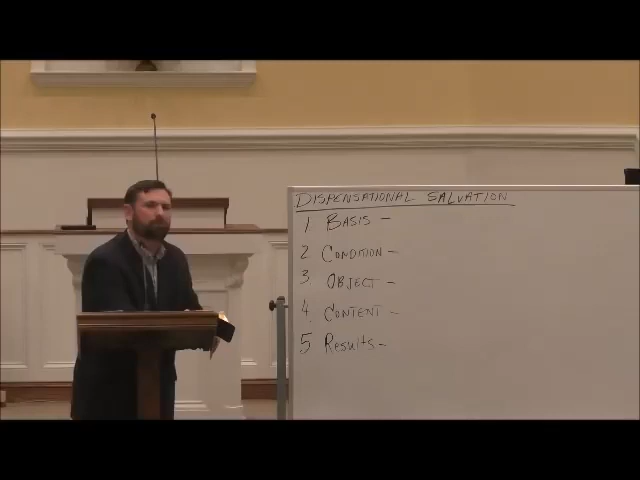 DISPENSATIONAL SALVATION
1 BASIS -
2 CONDITION -
3 OBJECT -
4. CONTENT -
5 Results -